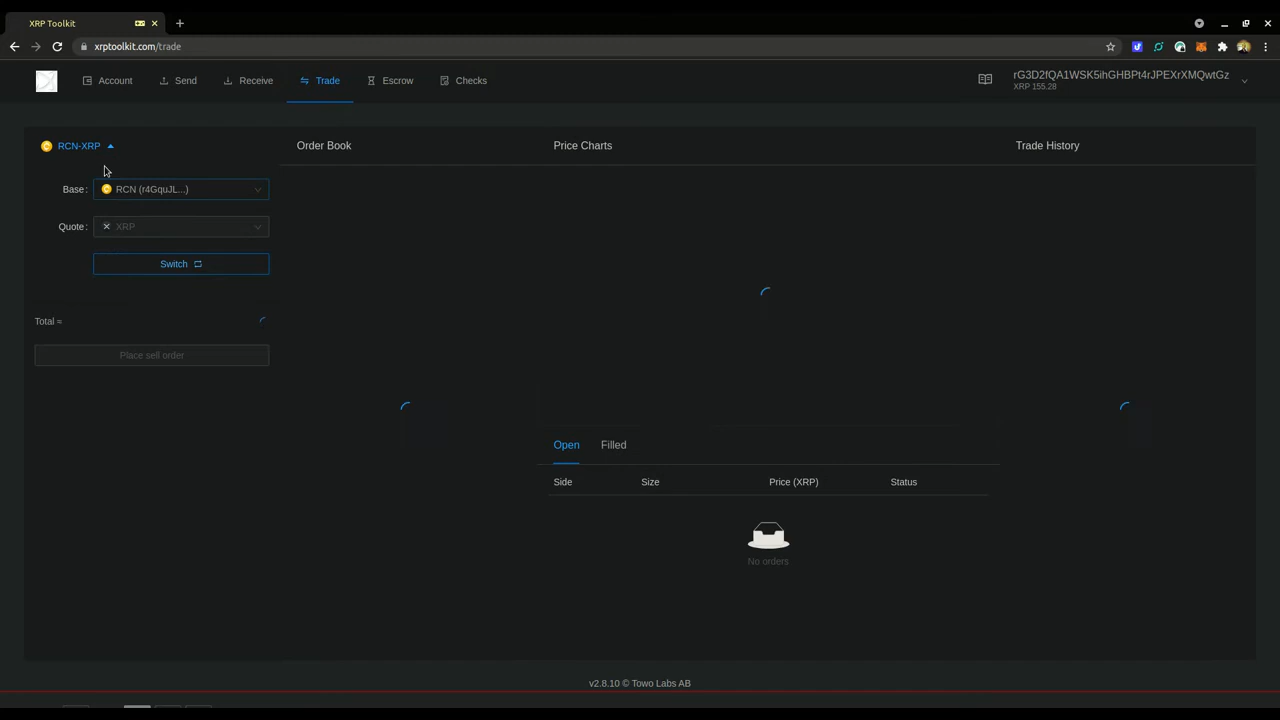 XRP Toolkit
xrptoolkit.com/trade
Account
Send
Receive
Trade
Escrow
Checks
rG3D2fQA1WSK5ihGHBPt4rJPEXrXMQwtGz
XRP 155.28
RCN-XRP
Order Book
Price Charts
Trade History
Base:
RCN (r4GquJL...)
Quote:
XRP
Switch
Total ≈
Place sell order
Open
Filled
Side
Size
Price (XRP)
Status
No orders
v2.8.10 © Towo Labs AB